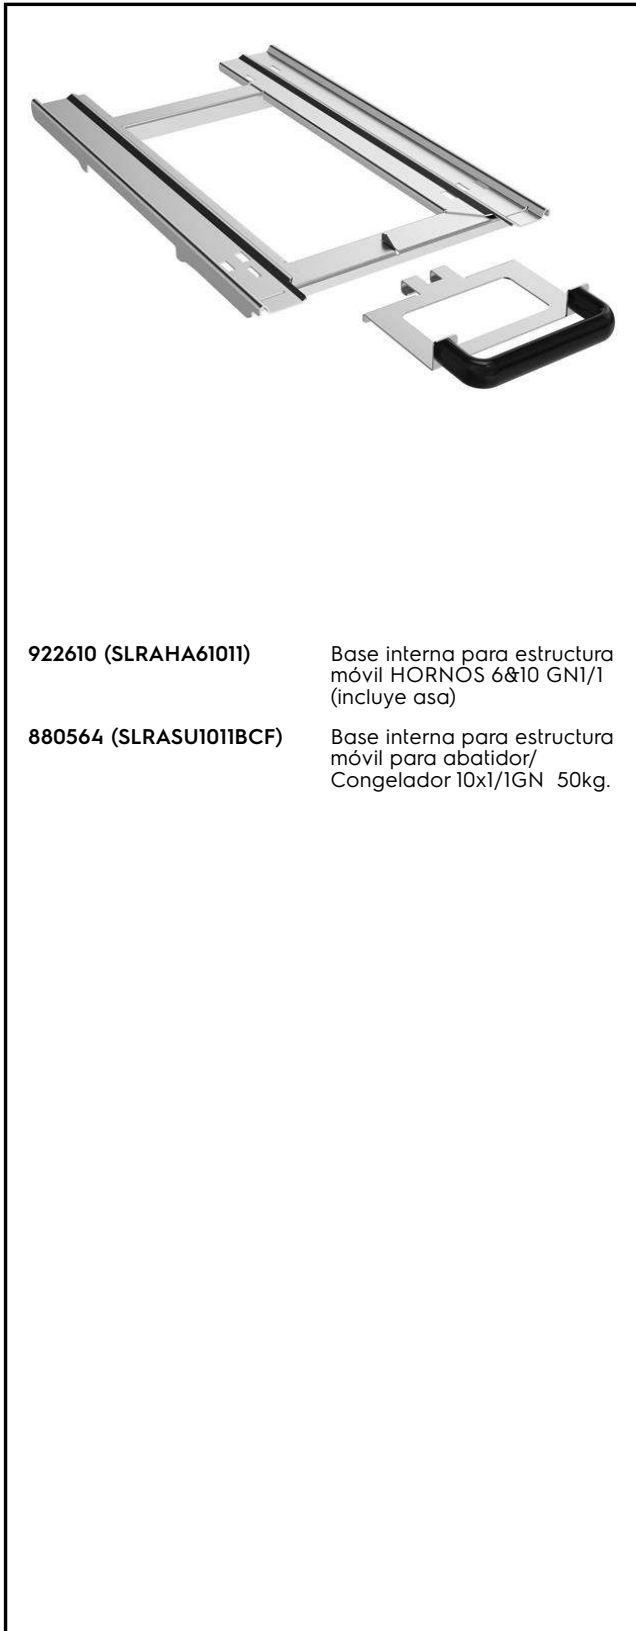 922610 (SLRAHA61011)
Base interna para estructura
móvil HORNOS 6&10 GN1/1
(incluye asa)
880564 (SLRASU1011BCF)
Base interna para estructura
móvil para abatidor/
Congelador 10x1/1GN  50kg.